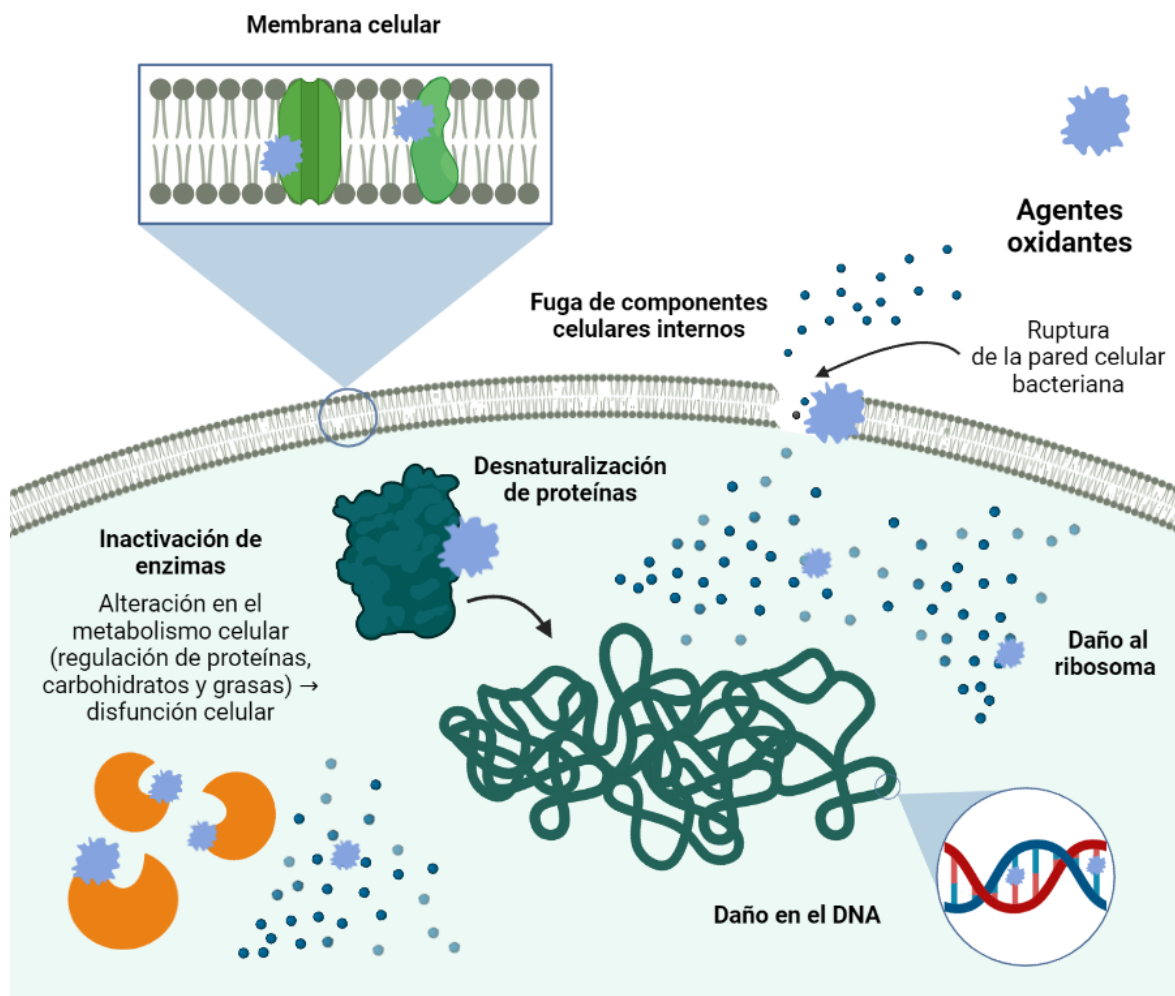 Membrana celular
Agentes
oxidantes
Fuga de componentes
celulares internos
Ruptura
de la pared celular
bacteriana
Desnaturalización
de proteínas
Inactivación de
enzimas
Alteración en el
metabolismo celular
(regulación de proteínas,
carbohidratos y grasas) →
disfunción celular
Daño al
ribosoma
Daño en el DNA